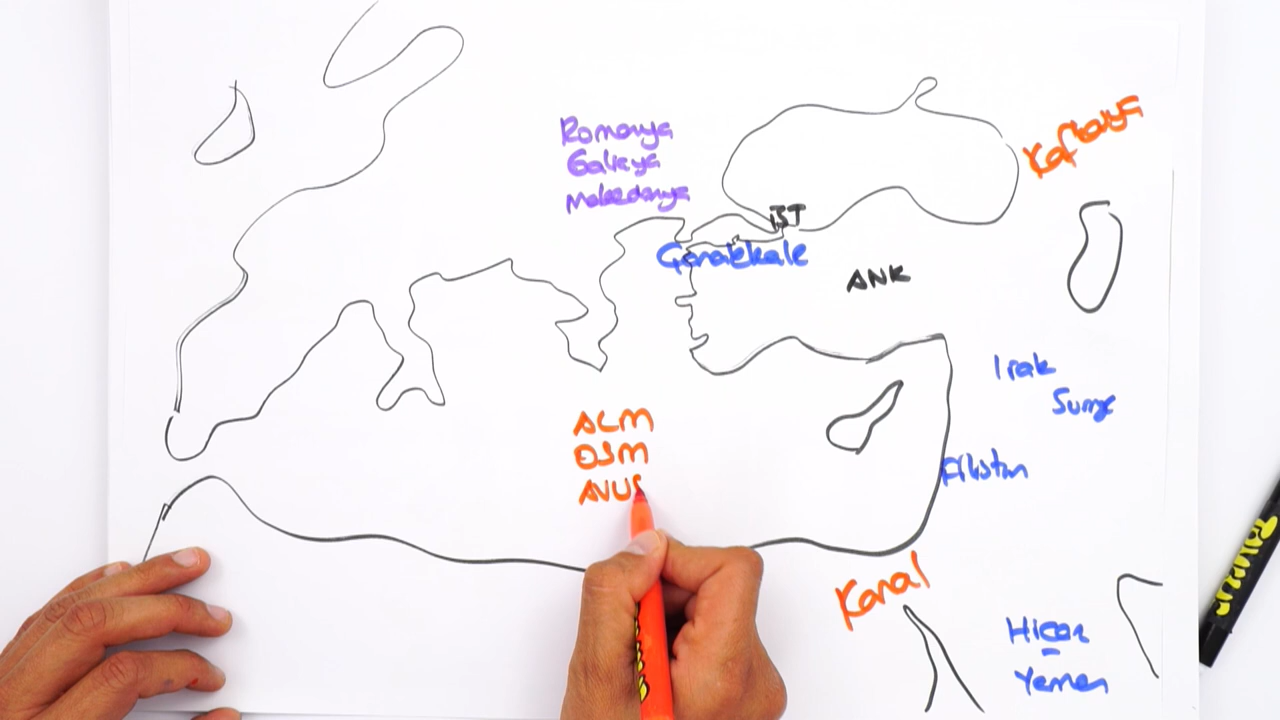 Romanya
Galiçya
Makedonya
İST
Kafkasya
Çanakkale
ANK
Irak
Suriye
ALM
OSM
AVUS
Filistin
Kanal
Hicaz
Yemen